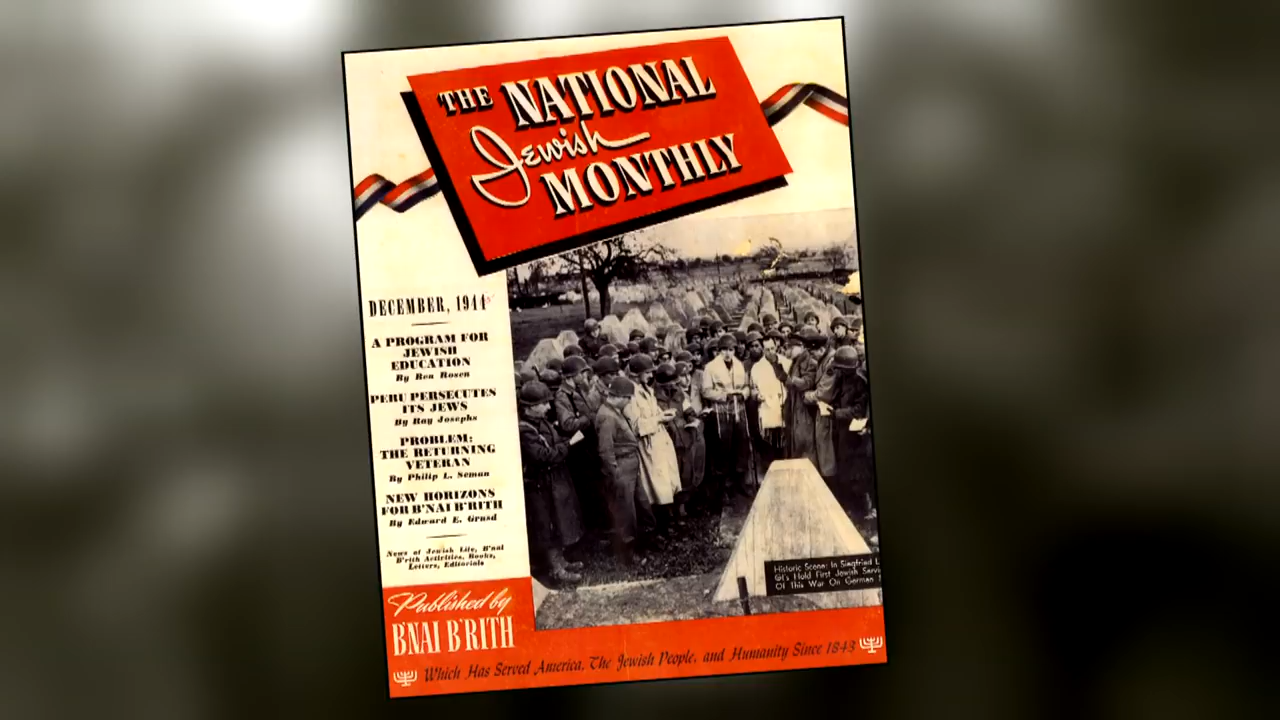 THE NATIONAL
Jewish
MONTHLY
DECEMBER, 1944
A PROGRAM FOR
JEWISH
EDUCATION
By Ben Rosen
PERU PERSECUTES
ITS JEWS
By Ray Josephs
PROBLEM:
THE RETURNING
VETERAN
By Philip L. Seman
NEW HORIZONS
FOR B'NAI B'RITH
By Edward E. Grusd
News of Jewish Life, B'nai
B'rith Activities, Books,
Letters, Editorials
Historic Scene: In Siegfried L
GI's Hold First Jewish Servi
Of This War On German
Published by
B'NAI B'RITH
Which Has Served America, The Jewish People, and Humanity Since 1843